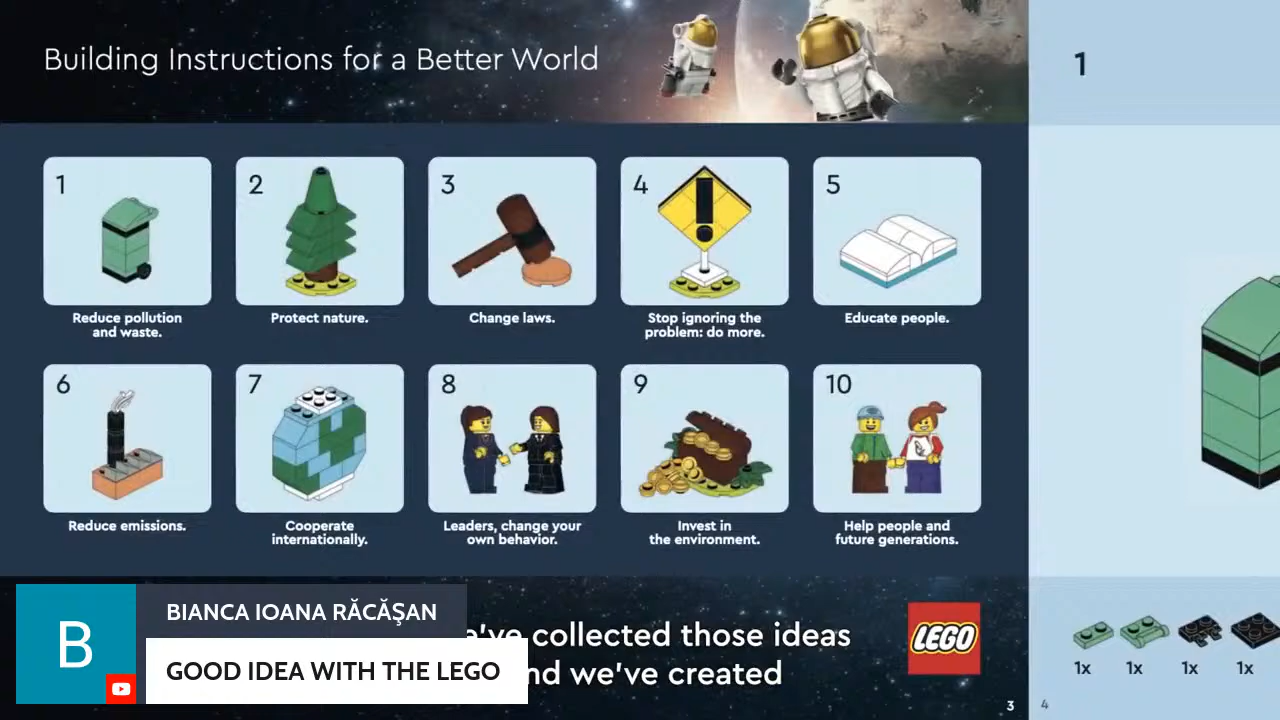 Building Instructions for a Better World
1
1
2
3
4
5
Reduce pollution
and waste.
Protect nature.
Change laws.
Stop ignoring the
problem: do more.
Educate people.
6
7
8
9
10
Reduce emissions.
Cooperate
internationally.
Leaders, change your
own behavior.
Invest in
the environment.
Help people and
future generations.
B
BIANCA IOANA RĂCĂŞAN
GOOD IDEA WITH THE LEGO
collected those ideas
we've created
LEGO
1x
1x
1x
1x
3
4